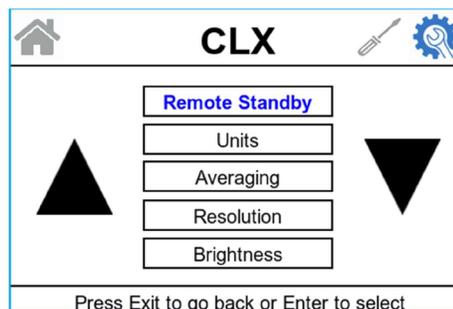 CLX
Remote Standby
Units
Averaging
Resolution
Brightness
Press Exit to go back or Enter to select